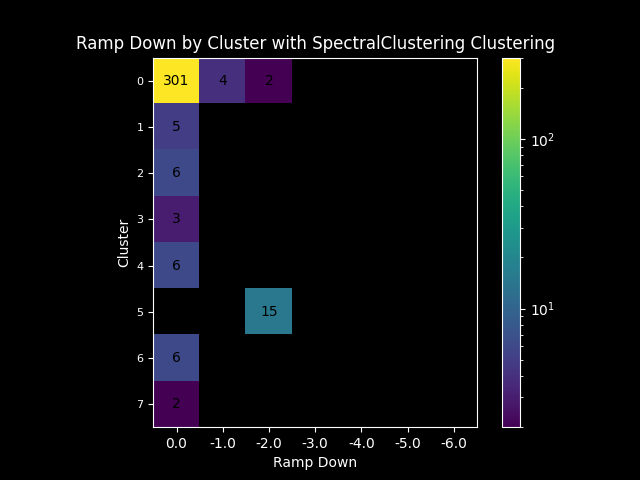 Ramp Down by Cluster with SpectralClustering Clustering
0 301 4 2
1 5
2 6
3 3
4 6
5 15
6 6
7 2
Cluster
0.0 -1.0 -2.0 -3.0 -4.0 -5.0 -6.0
Ramp Down
10²
10¹